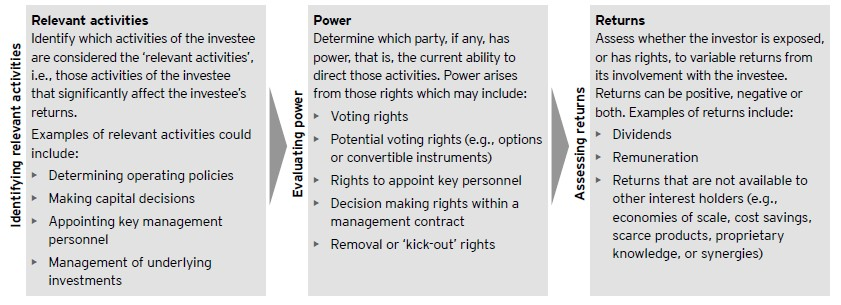 Identifying relevant activities
Relevant activities
Identify which activities of the investee
are considered the ‘relevant activities’,
i.e., those activities of the investee
that significantly affect the investee’s
returns.
Examples of relevant activities could
include:
▸ Determining operating policies
▸ Making capital decisions
▸ Appointing key management
personnel
▸ Management of underlying
investments
Evaluating power
Power
Determine which party, if any, has
power, that is, the current ability to
direct those activities. Power arises
from those rights which may include:
▸ Voting rights
▸ Potential voting rights (e.g., options
or convertible instruments)
▸ Rights to appoint key personnel
▸ Decision making rights within a
management contract
▸ Removal or ‘kick-out’ rights
Assessing returns
Returns
Assess whether the investor is exposed,
or has rights, to variable returns from
its involvement with the investee.
Returns can be positive, negative or
both. Examples of returns include:
▸ Dividends
▸ Remuneration
▸ Returns that are not available to
other interest holders (e.g.,
economies of scale, cost savings,
scarce products, proprietary
knowledge, or synergies)